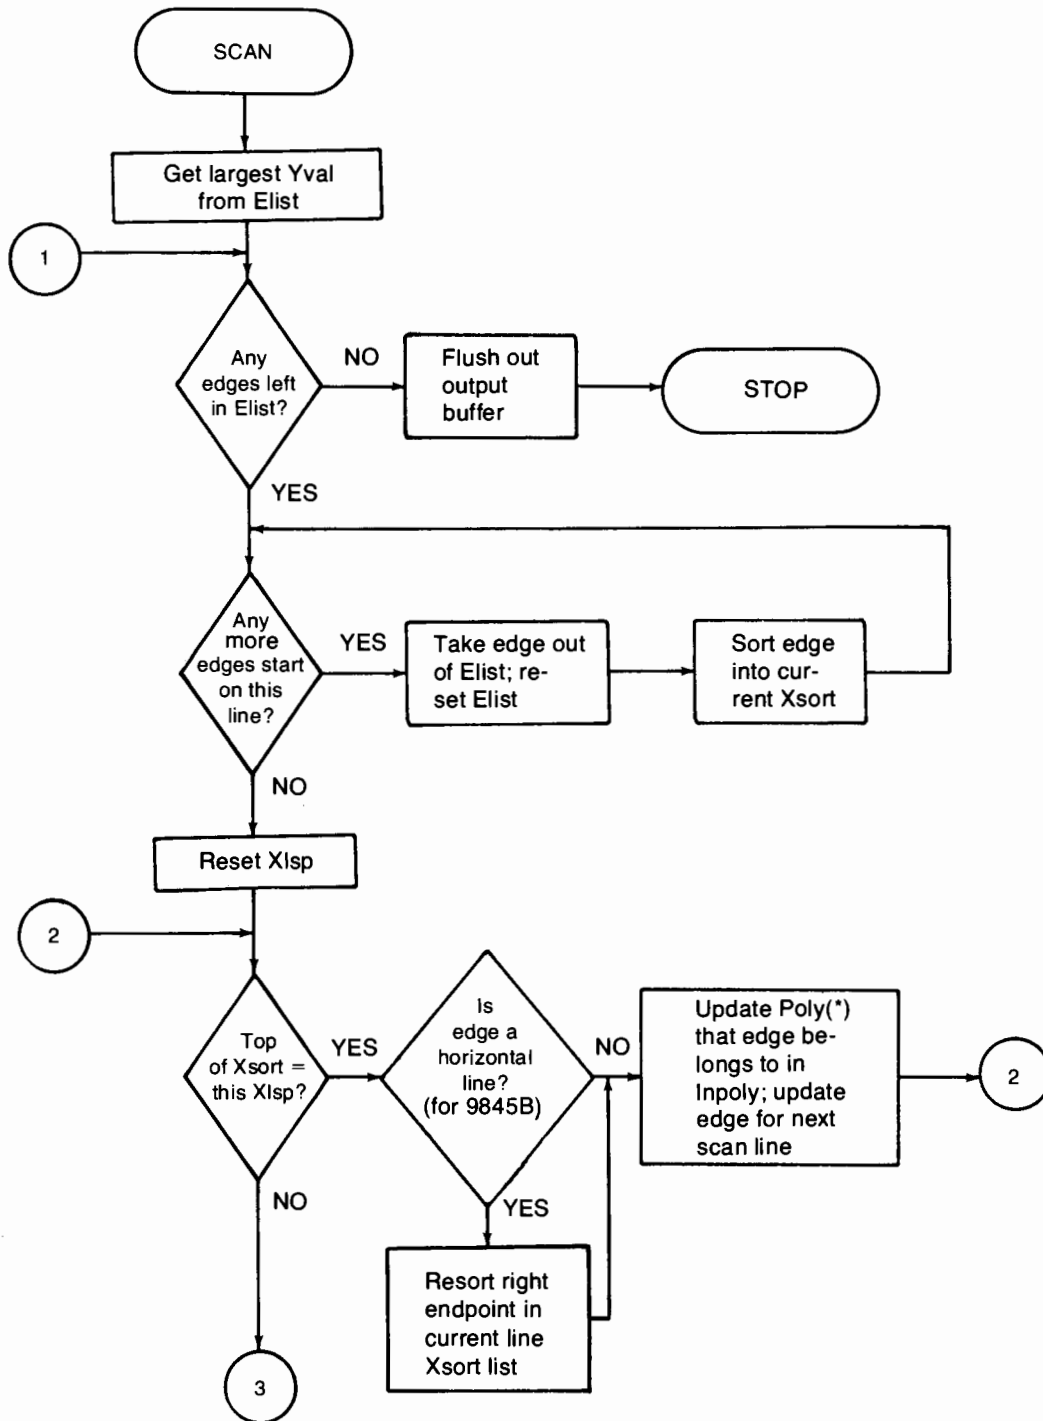 SCAN
Get largest Yval
from Elist
1
Any
edges left
in Elist?
NO
Flush out
output
buffer
STOP
YES
Any
more
edges start
on this
line?
YES
Take edge out
of Elist; re-
set Elist
Sort edge
into cur-
rent Xsort
NO
Reset Xlsp
2
Top
of Xsort =
this Xlsp?
YES
Is
edge a
horizontal
line?
(for 9845B)
NO
Update Poly(*)
that edge be-
longs to in
Inpoly; update
edge for next
scan line
2
NO
YES
Resort right
endpoint in
current line
Xsort list
3